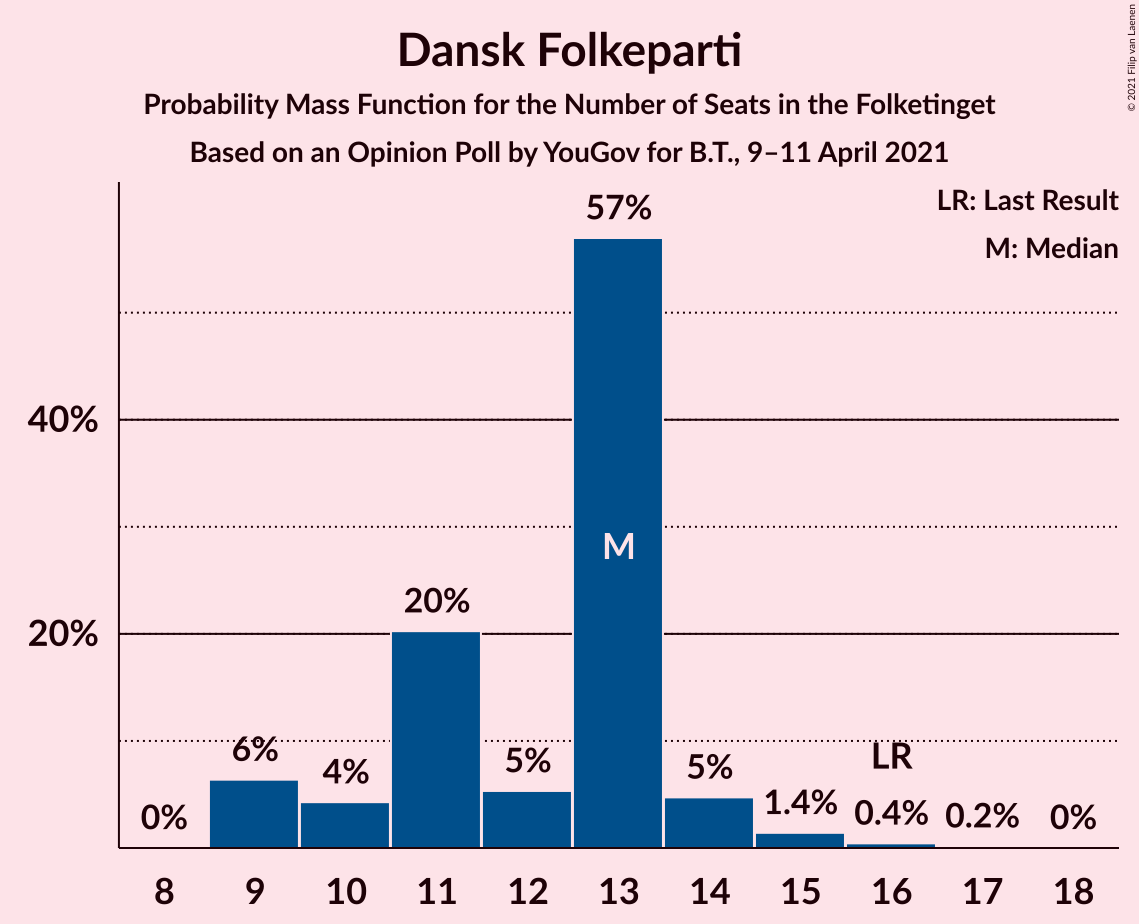 Dansk Folkeparti
Probability Mass Function for the Number of Seats in the Folketinget
Based on an Opinion Poll by YouGov for B.T., 9–11 April 2021
© 2021 Filip van Laenen
LR: Last Result
M: Median
57%
40%
M
20%
20%
6%
4%
5%
5%
LR
0%
1.4%
0.4%
0.2%
0%
8 9 10 11 12 13 14 15 16 17 18